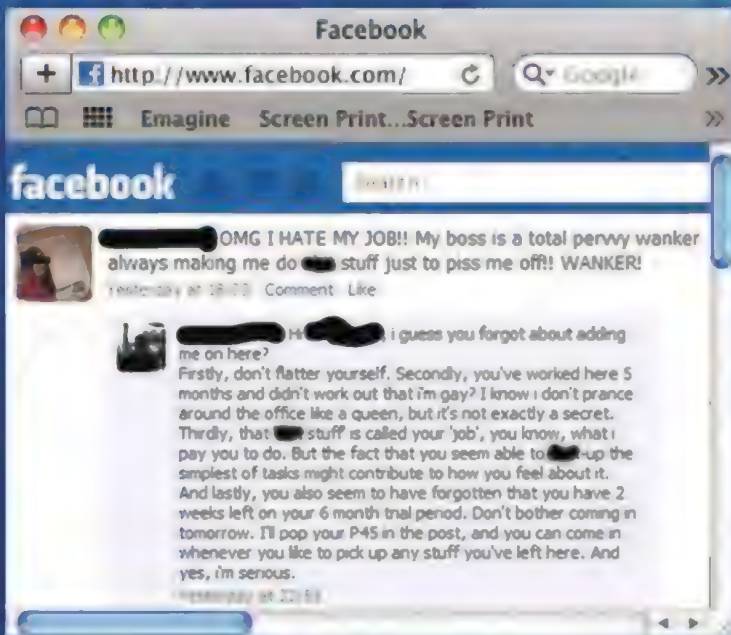 Facebook
+ http://www.facebook.com/ Google
Emagine Screen Print...Screen Print
facebook Search
OMG I HATE MY JOB!! My boss is a total pervvy wanker
always making me do stuff just to piss me off!! WANKER!
Yesterday at Comment Like
Hi i guess you forgot about adding
me on here?
Firstly, don't flatter yourself. Secondly, you've worked here 5
months and didn't work out that i'm gay? I know i don't prance
around the office like a queen, but it's not exactly a secret.
Thirdly, that stuff is called your 'job', you know, what i
pay you to do. But the fact that you seem able to -up the
simplest of tasks might contribute to how you feel about it.
And lastly, you also seem to have forgotten that you have 2
weeks left on your 6 month trial period. Don't bother coming in
tomorrow. I'll pop your P45 in the post, and you can come in
whenever you like to pick up any stuff you've left here. And
yes, i'm serious.
Yesterday at